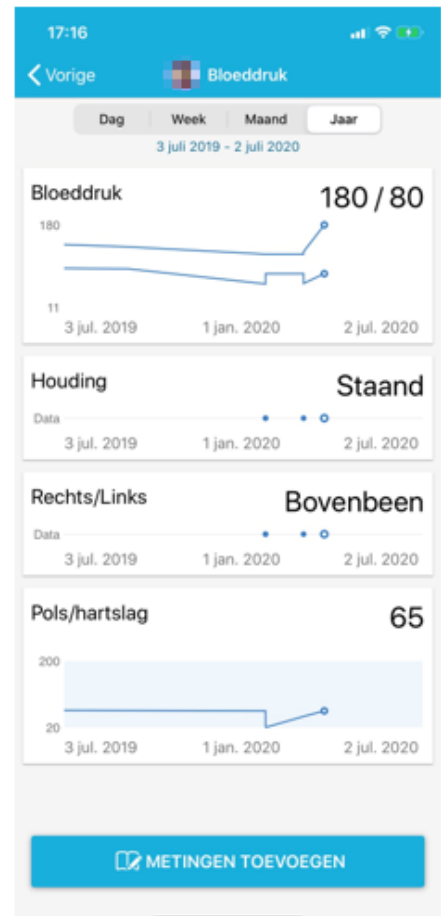 17:16
Vorige Bloeddruk
Dag Week Maand Jaar
3 juli 2019 - 2 juli 2020
Bloeddruk 180 / 80
180
11
3 jul. 2019 1 jan. 2020 2 jul. 2020
Houding Staand
Data
3 jul. 2019 1 jan. 2020 2 jul. 2020
Rechts/Links Bovenbeen
Data
3 jul. 2019 1 jan. 2020 2 jul. 2020
Pols/hartslag 65
200
20
3 jul. 2019 1 jan. 2020 2 jul. 2020
METINGEN TOEVOEGEN